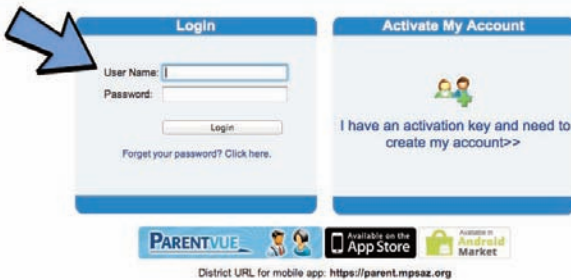 Login
User Name:
Password:
Login
Forget your password? Click here.
Activate My Account
I have an activation key and need to
create my account>>
PARENTVUE
Available on the
App Store
Available in
Android
Market
District URL for mobile app: https://parent.mpsaz.org